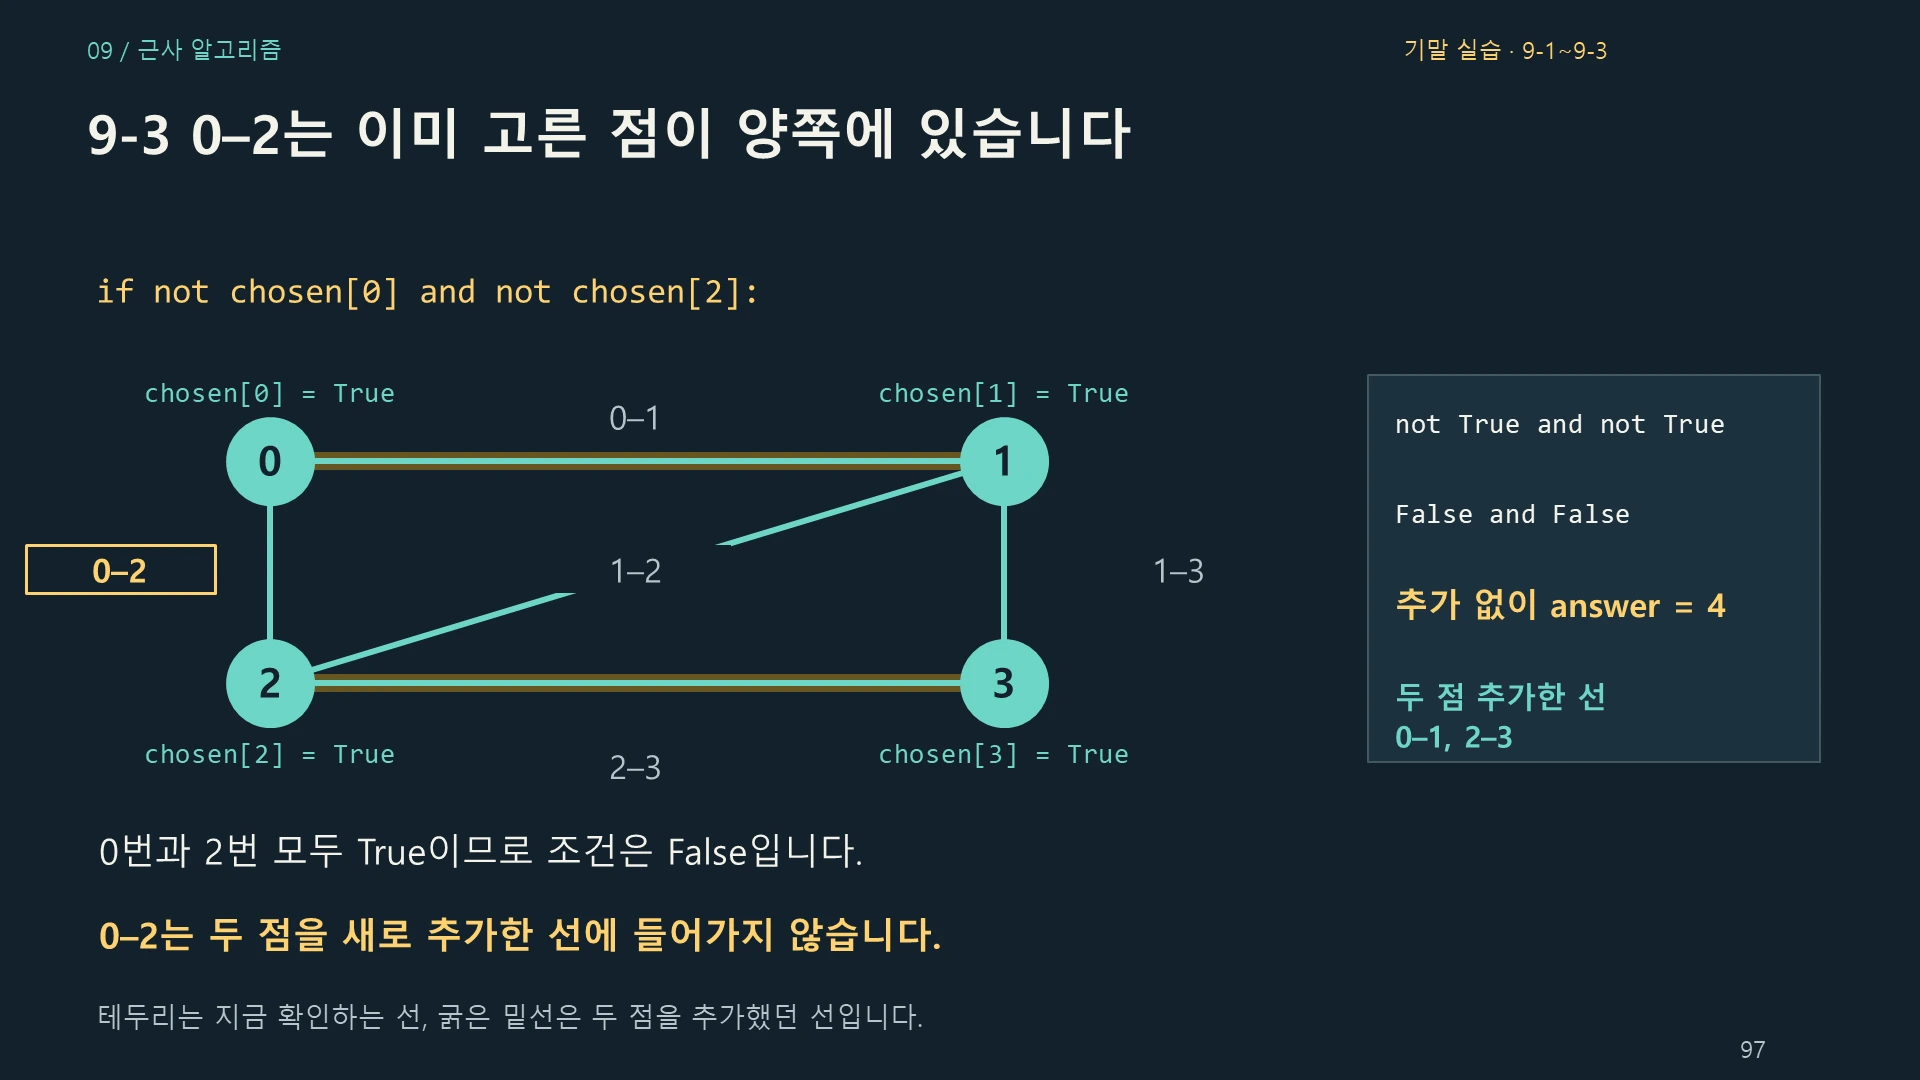 09 / 근사 알고리즘
기말 실습 · 9-1~9-3
9-3 0–2는 이미 고른 점이 양쪽에 있습니다
if not chosen[0] and not chosen[2]:
chosen[0] = True
chosen[1] = True
0–1
0
1
0–2
1–2
1–3
2
3
chosen[2] = True
chosen[3] = True
2–3
not True and not True
False and False
추가 없이 answer = 4
두 점 추가한 선
0–1, 2–3
0번과 2번 모두 True이므로 조건은 False입니다.
0–2는 두 점을 새로 추가한 선에 들어가지 않습니다.
테두리는 지금 확인하는 선, 굵은 밑선은 두 점을 추가했던 선입니다.
97